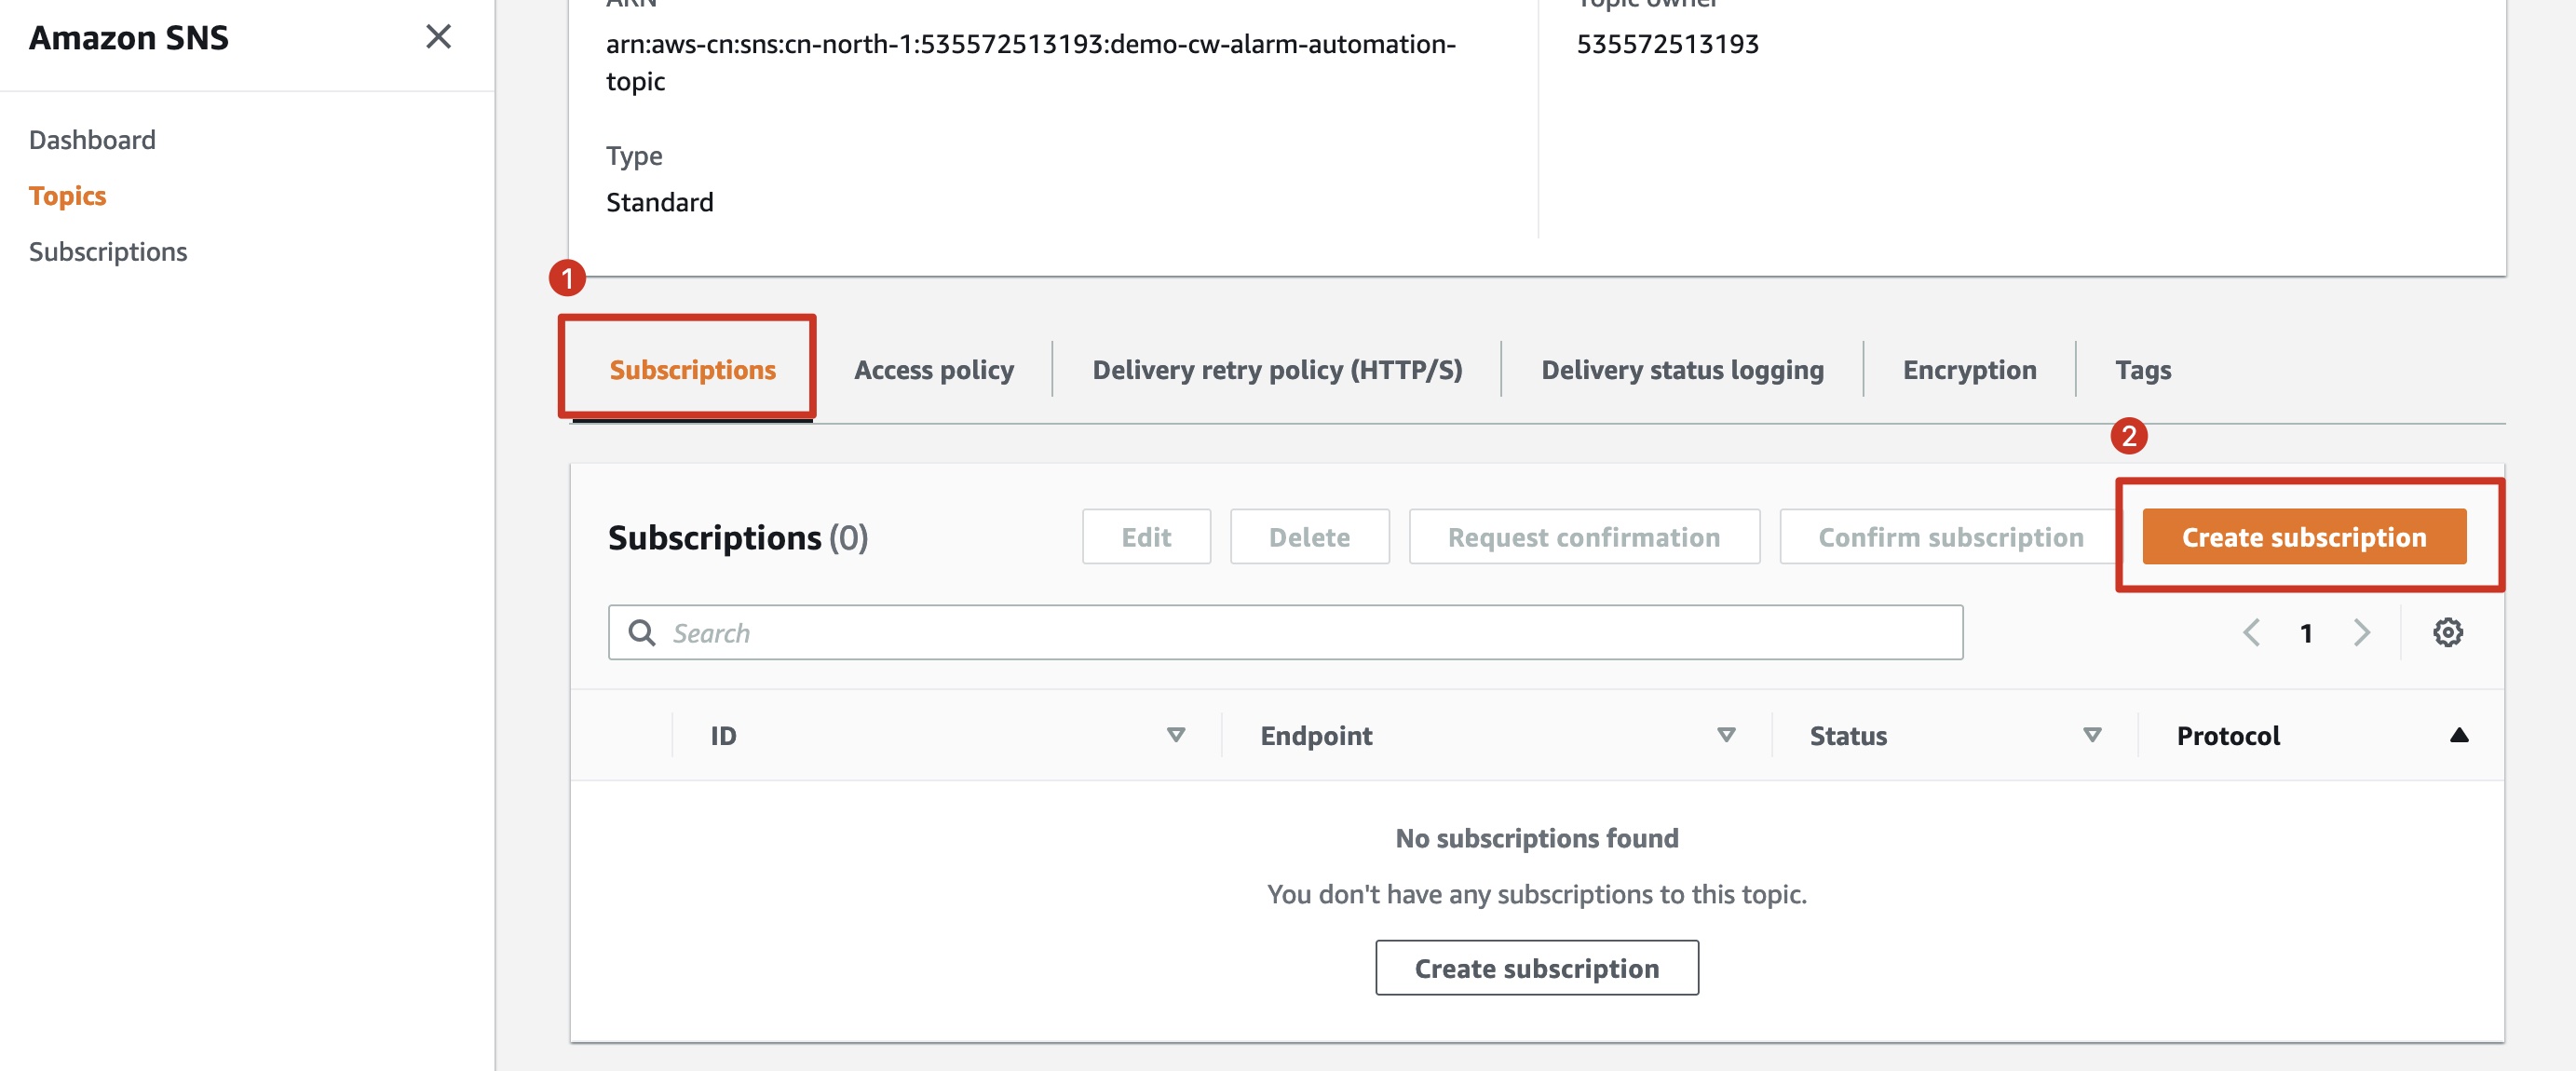 Amazon SNS
Dashboard
Topics
Subscriptions
ARN
arn:aws-cn:sns:cn-north-1:535572513193:demo-cw-alarm-automation-
topic
Topic owner
535572513193
Type
Standard
1
Subscriptions
Access policy
Delivery retry policy (HTTP/S)
Delivery status logging
Encryption
Tags
2
Subscriptions (0)
Edit
Delete
Request confirmation
Confirm subscription
Create subscription
Search
1
ID
Endpoint
Status
Protocol
No subscriptions found
You don't have any subscriptions to this topic.
Create subscription